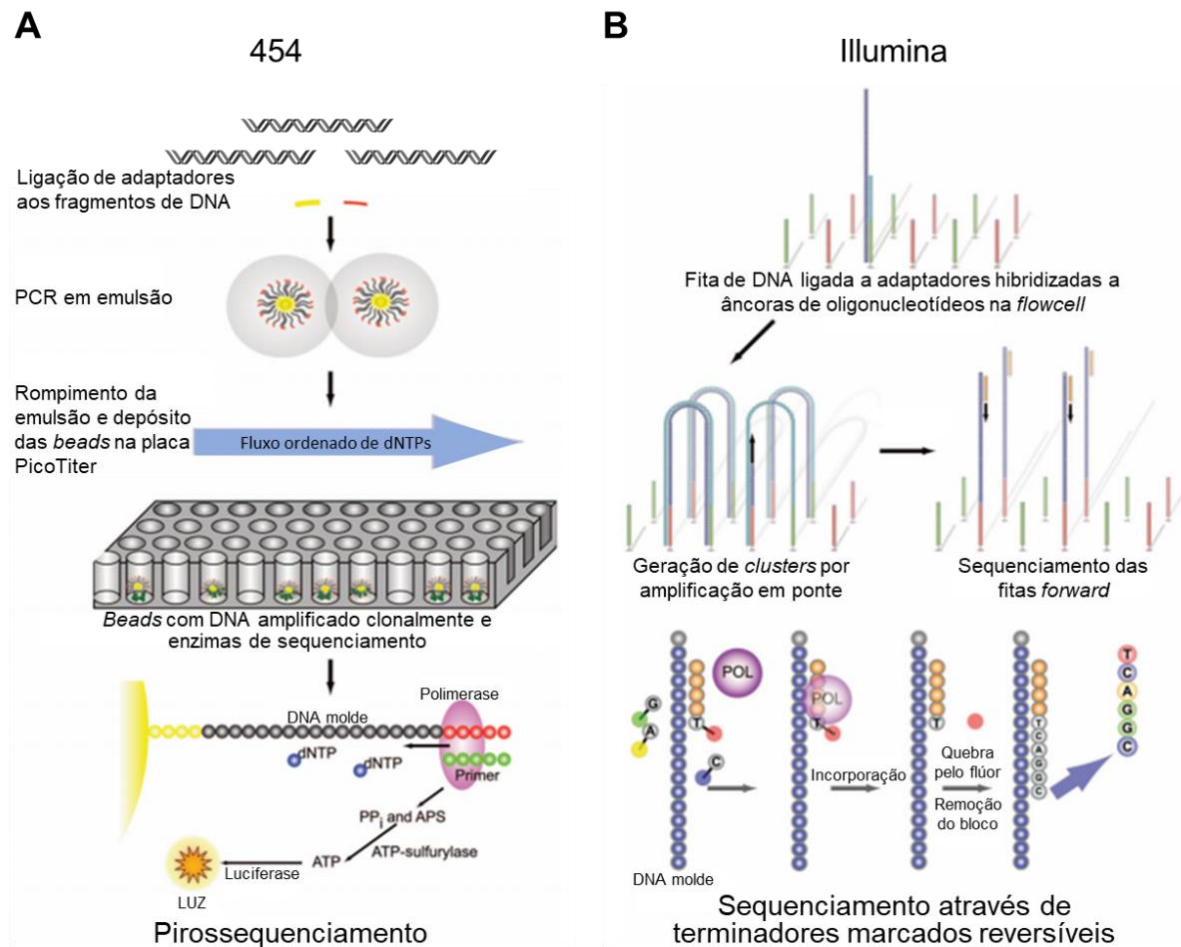 A
454
Ligação de adaptadores
aos fragmentos de DNA
PCR em emulsão
Rompimento da
emulsão e depósito
das beads na placa
PicoTiter
Fluxo ordenado de dNTPs
Beads com DNA amplificado clonalmente e
enzimas de sequenciamento
Polimerase
DNA molde
dNTP
dNTP
Primer
PPi and APS
ATP-sulfurylase
ATP
Luciferase
LUZ
Pirossequenciamento
B
Illumina
Fita de DNA ligada a adaptadores hibridizadas a
âncoras de oligonucleotídeos na flowcell
Geração de clusters por
amplificação em ponte
Sequenciamento das
fitas forward
POL
G
A
T
C
POL
T
Incorporação
T
Quebra
pelo flúor
Remoção
do bloco
T
C
A
G
G
C
T
C
A
G
G
C
DNA molde
Sequenciamento através de
terminadores marcados reversíveis